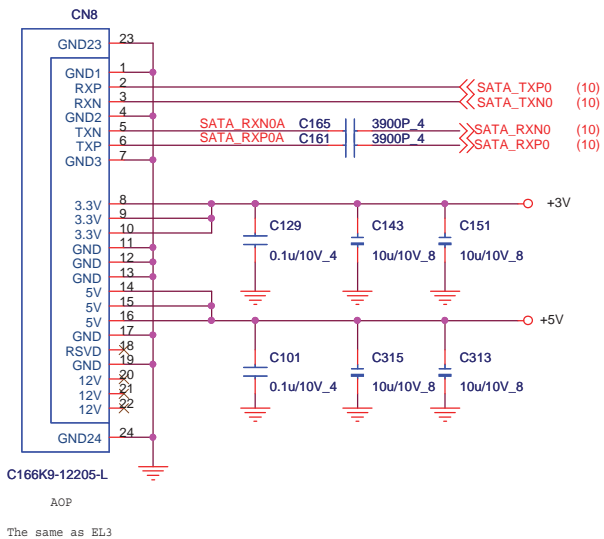 CN8
GND23 23
GND1 1
RXP 2 SATA_TXP0 (10)
RXN 3 SATA_TXN0 (10)
GND2 4
TXN 5 SATA_RXN0A C165 3900P_4 SATA_RXN0 (10)
TXP 6 SATA_RXP0A C161 3900P_4 SATA_RXP0 (10)
GND3 7
3.3V 8 +3V
3.3V 9
3.3V 10
C129 C143 C151
GND 11
GND 12
0.1u/10V_4 10u/10V_8 10u/10V_8
GND 13
5V 14
5V 15
5V 16 +5V
GND 17
RSVD 18
GND 19
C101 C315 C313
12V 20
12V 21
0.1u/10V_4 10u/10V_8 10u/10V_8
12V 22
GND24 24
C166K9-12205-L
AOP
The same as EL3